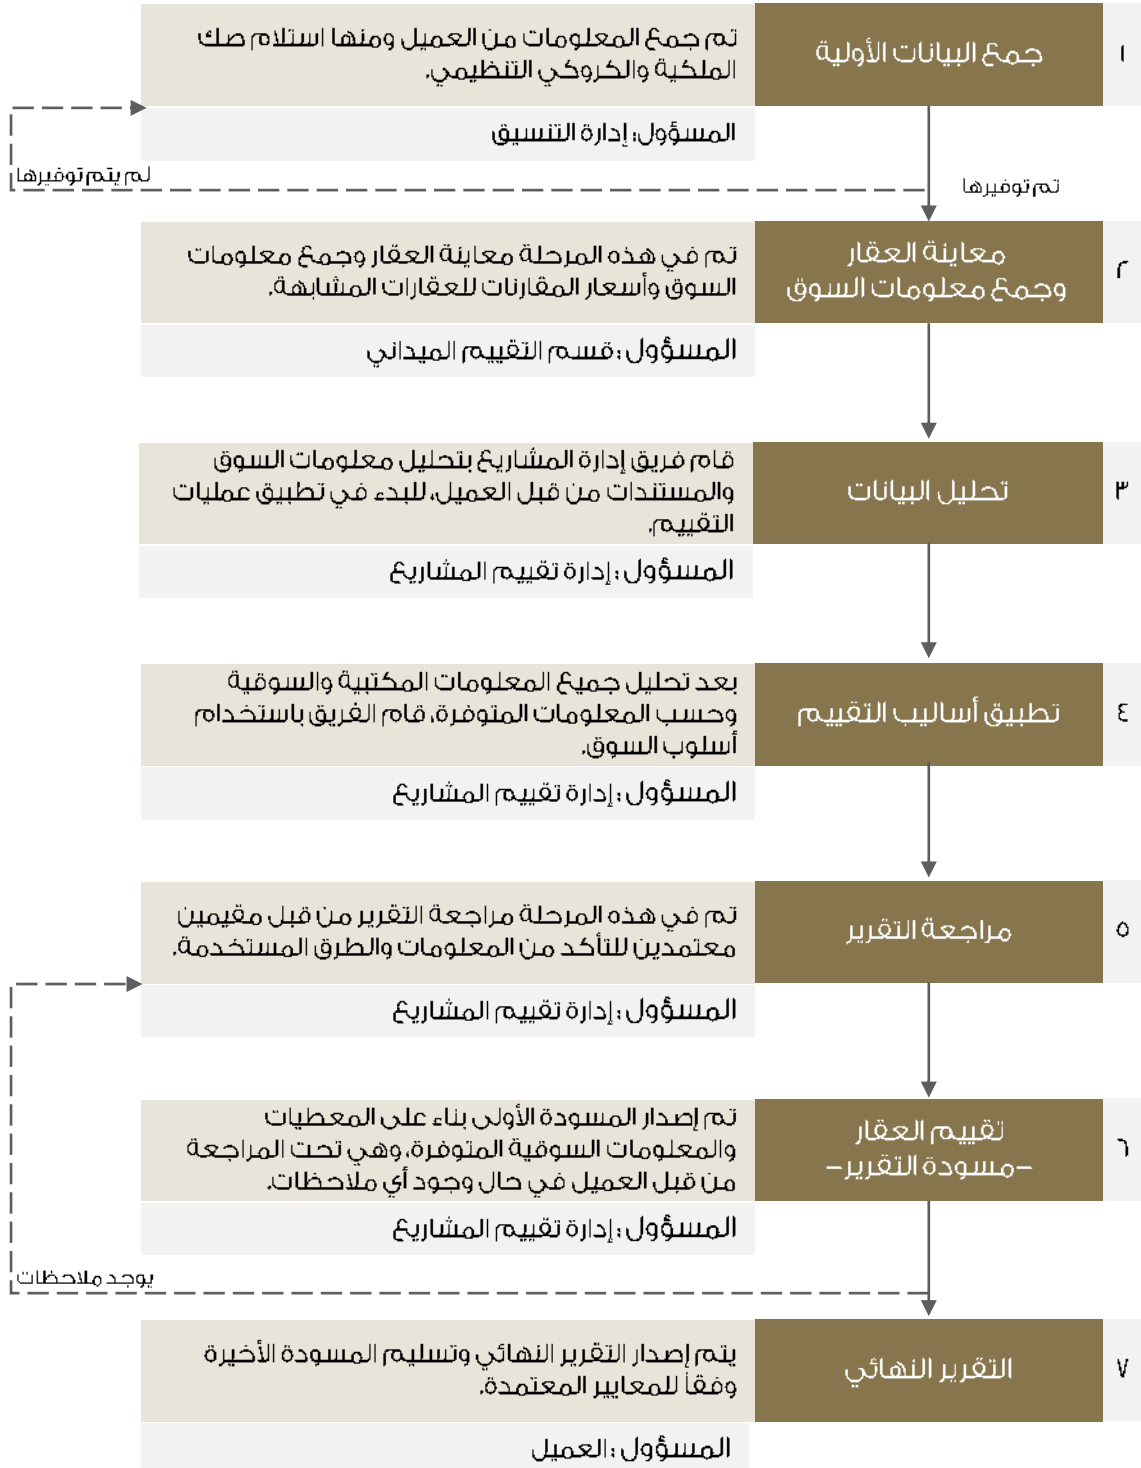 ١
جمع البيانات الأولية
تم جمع المعلومات من العميل ومنها استلام صك
الملكية والكروكي التنظيمي.
المسؤول: إدارة التنسيق
تم توفيرها
لم يتم توفيرها
٢
معاينة العقار
وجمع معلومات السوق
تم في هذه المرحلة معاينة العقار وجمع معلومات
السوق وأسعار المقارنات للعقارات المشابهة.
المسؤول: قسم التقييم الميداني
٣
تحليل البيانات
قام فريق إدارة المشاريع بتحليل معلومات السوق
والمستندات من قبل العميل، للبدء في تطبيق عمليات
التقييم.
المسؤول: إدارة تقييم المشاريع
٤
تطبيق أساليب التقييم
بعد تحليل جميع المعلومات المكتبية والسوقية
وحسب المعلومات المتوفرة، قام الفريق باستخدام
أسلوب السوق.
المسؤول: إدارة تقييم المشاريع
٥
مراجعة التقرير
تم في هذه المرحلة مراجعة التقرير من قبل مقيمين
معتمدين للتأكد من المعلومات والطرق المستخدمة.
المسؤول: إدارة تقييم المشاريع
٦
تقييم العقار
-مسودة التقرير-
تم إصدار المسودة الأولى بناء على المعطيات
والمعلومات السوقية المتوفرة، وهي تحت المراجعة
من قبل العميل في حال وجود أي ملاحظات.
المسؤول: إدارة تقييم المشاريع
يوجد ملاحظات
٧
التقرير النهائي
يتم إصدار التقرير النهائي وتسليم المسودة الأخيرة
وفقاً للمعايير المعتمدة.
المسؤول: العميل